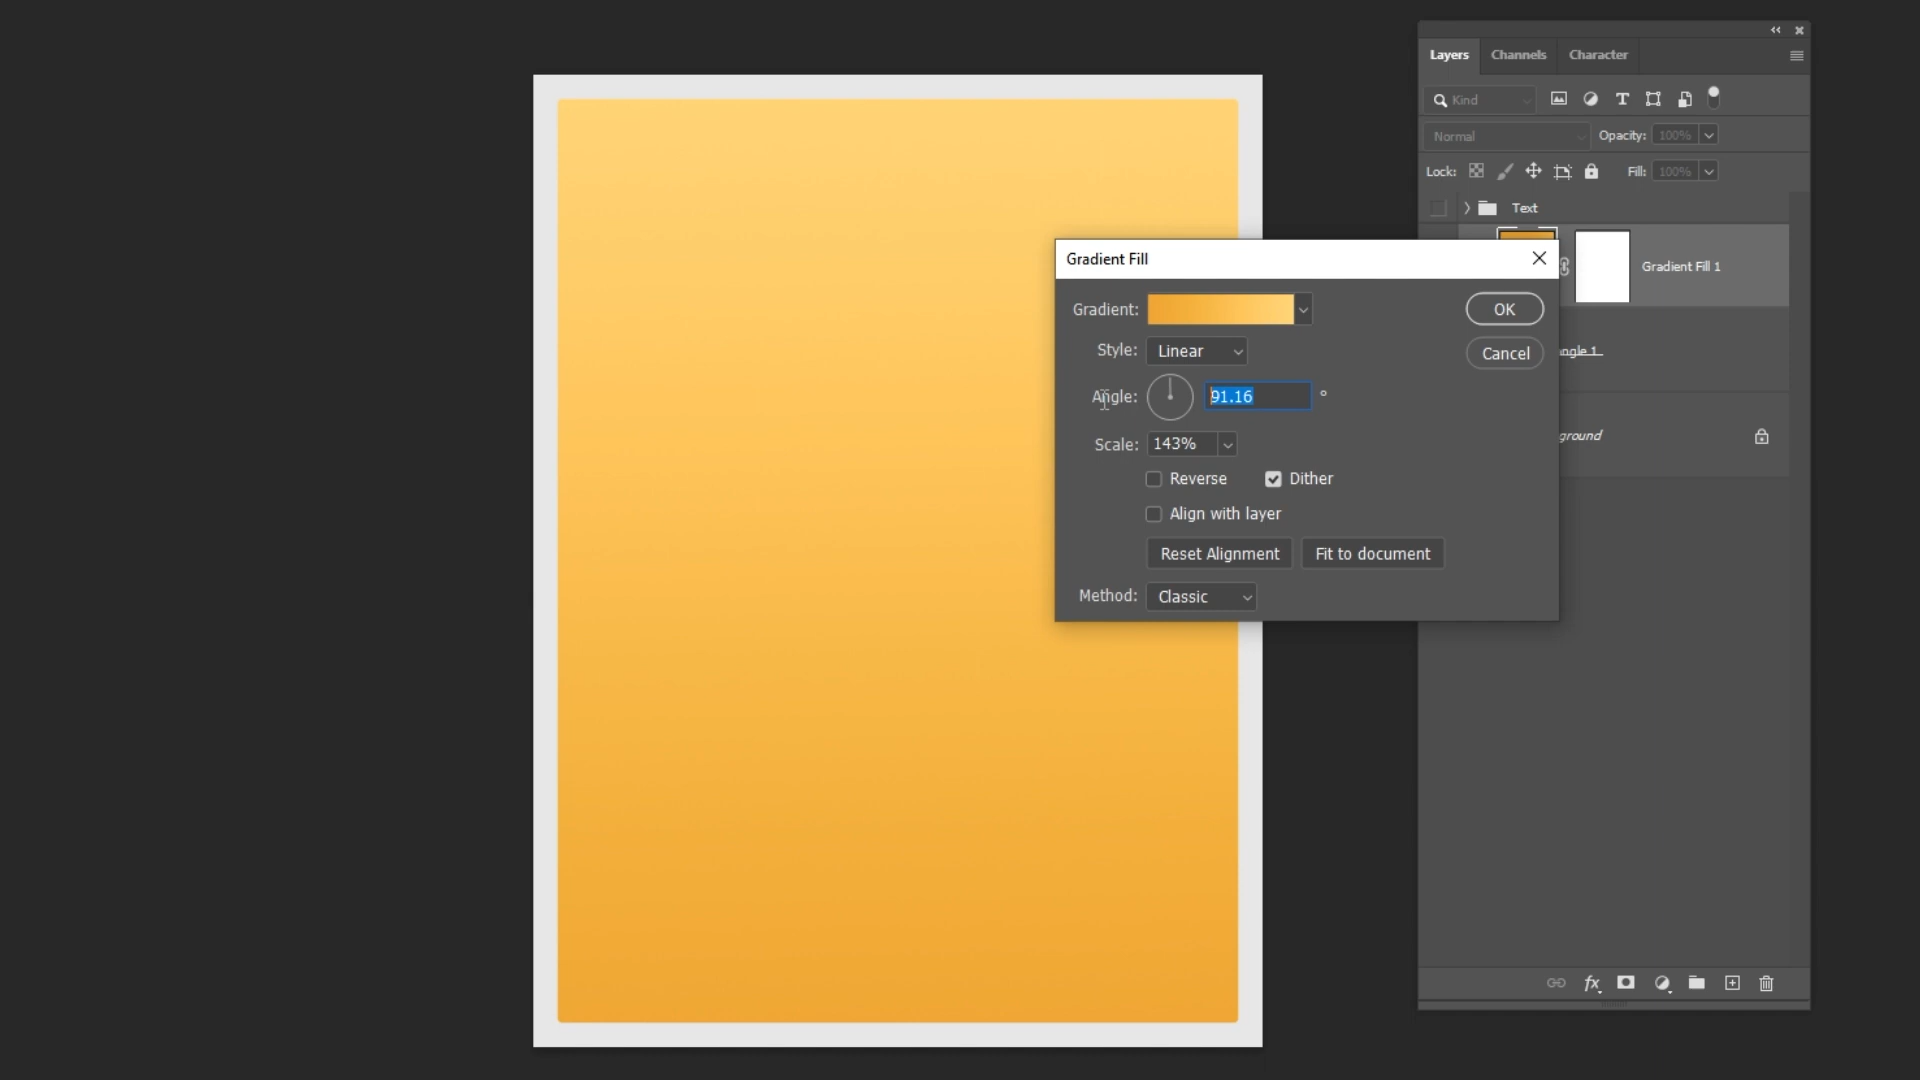 Layers Channels Character
Kind
Normal Opacity: 100%
Lock: Fill: 100%
Text
Gradient Fill 1
ngle 1
ground
Gradient Fill
Gradient:
OK
Style: Linear
Cancel
Angle: 91.16 °
Scale: 143%
Reverse Dither
Align with layer
Reset Alignment Fit to document
Method: Classic
fx